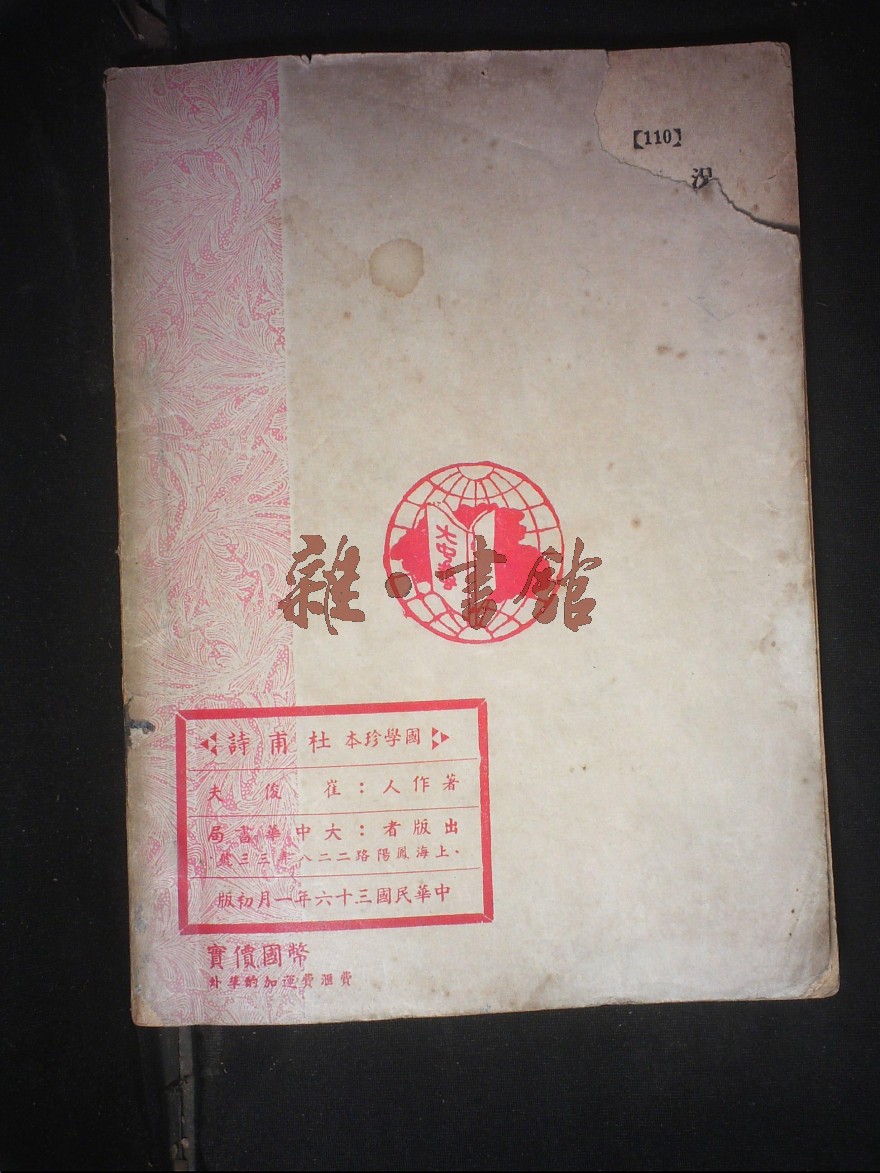 【110】
大中華
雜·書館
國學珍本 杜甫詩
著作人：崔俊夫
出版者：大中華書局
·上海鳳陽路二二八弄三三號·
中華民國三十六年一月初版
實價國幣
外埠酌加運費滙費